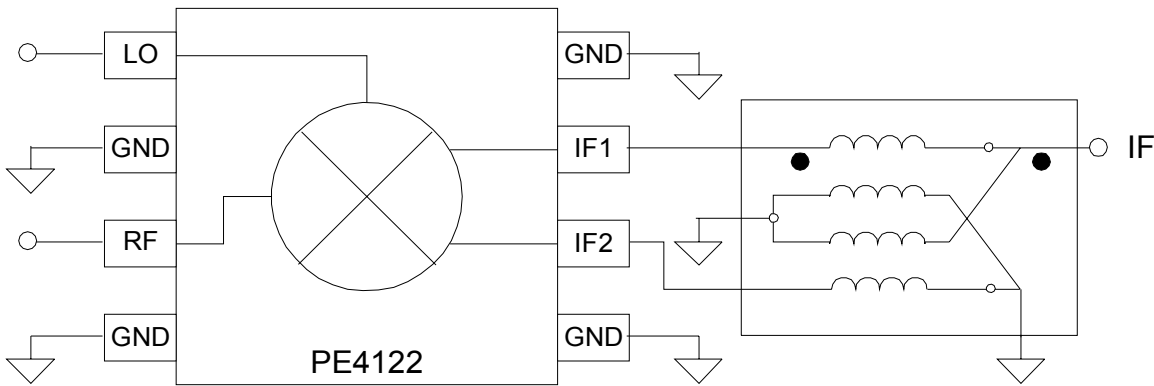 LO
GND
GND
IF1
IF
RF
IF2
GND
GND
PE4122